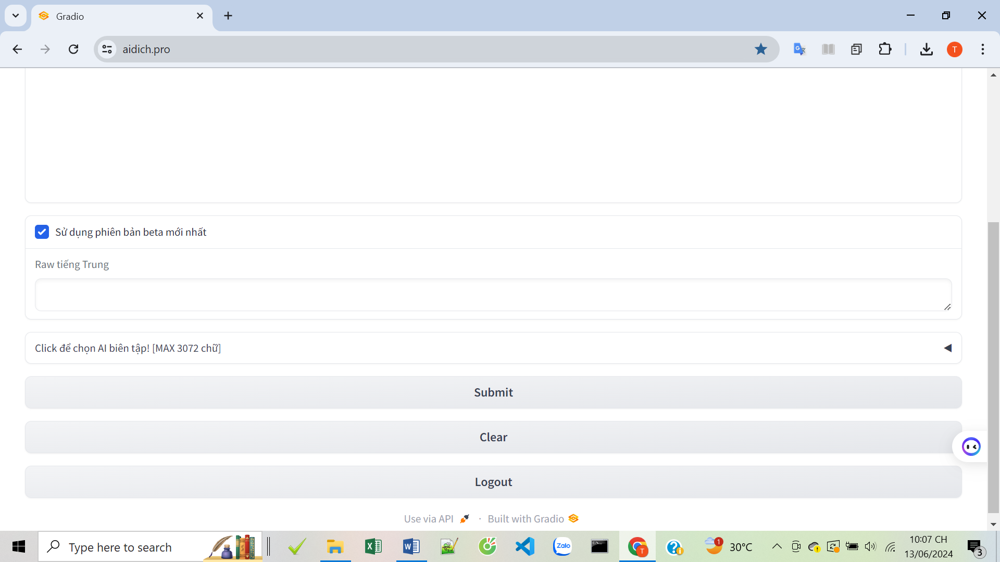 Gradio
aidich.pro
T
Sử dụng phiên bản beta mới nhất
Raw tiếng Trung
Click để chọn AI biên tập! [MAX 3072 chữ]
Submit
Clear
Logout
Use via API · Built with Gradio
Type here to search
Zalo
T
1
30°C
10:07 CH
13/06/2024
3